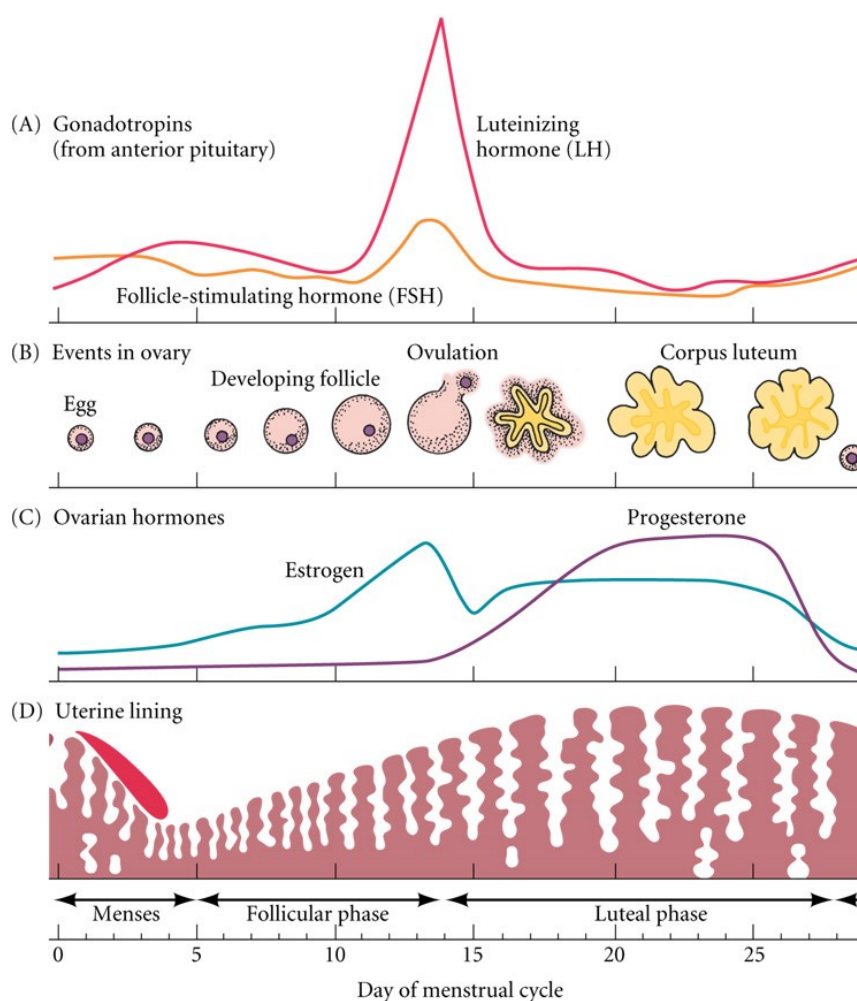 (A) Gonadotropins
(from anterior pituitary)
Luteinizing
hormone (LH)
Follicle-stimulating hormone (FSH)
(B) Events in ovary
Ovulation
Corpus luteum
Developing follicle
Egg
(C) Ovarian hormones
Progesterone
Estrogen
(D) Uterine lining
Menses
Follicular phase
Luteal phase
0 5 10 15 20 25
Day of menstrual cycle